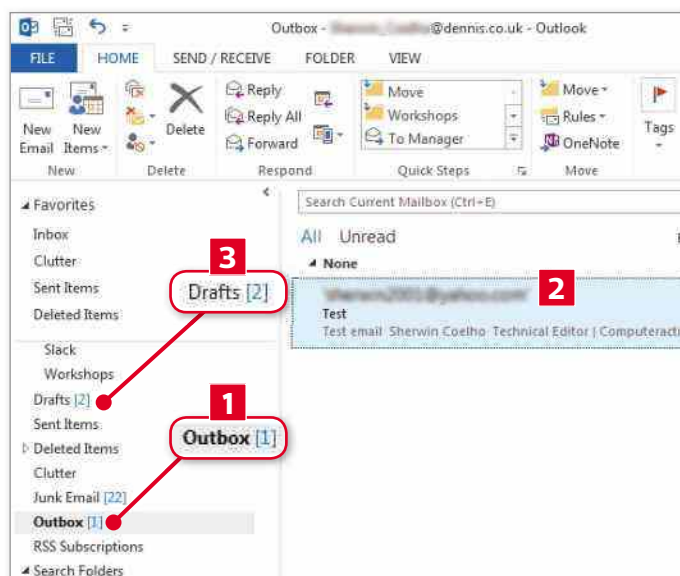 Outbox - @dennis.co.uk - Outlook
FILE HOME SEND / RECEIVE FOLDER VIEW
New Email
New Items
Delete
Reply
Reply All
Forward
Move
Workshops
To Manager
Move
Rules
OneNote
Tags
New Delete Respond Quick Steps Move
Favorites
Inbox
Clutter
Sent Items
Deleted Items
Slack
Workshops
Drafts [2]
Sent Items
Deleted Items
Clutter
Junk Email [22]
Outbox [1]
RSS Subscriptions
Search Folders
3
Drafts [2]
1
Outbox [1]
Search Current Mailbox (Ctrl+E)
All Unread
None
2
Test
Test email Sherwin Coelho Technical Editor | Computeract